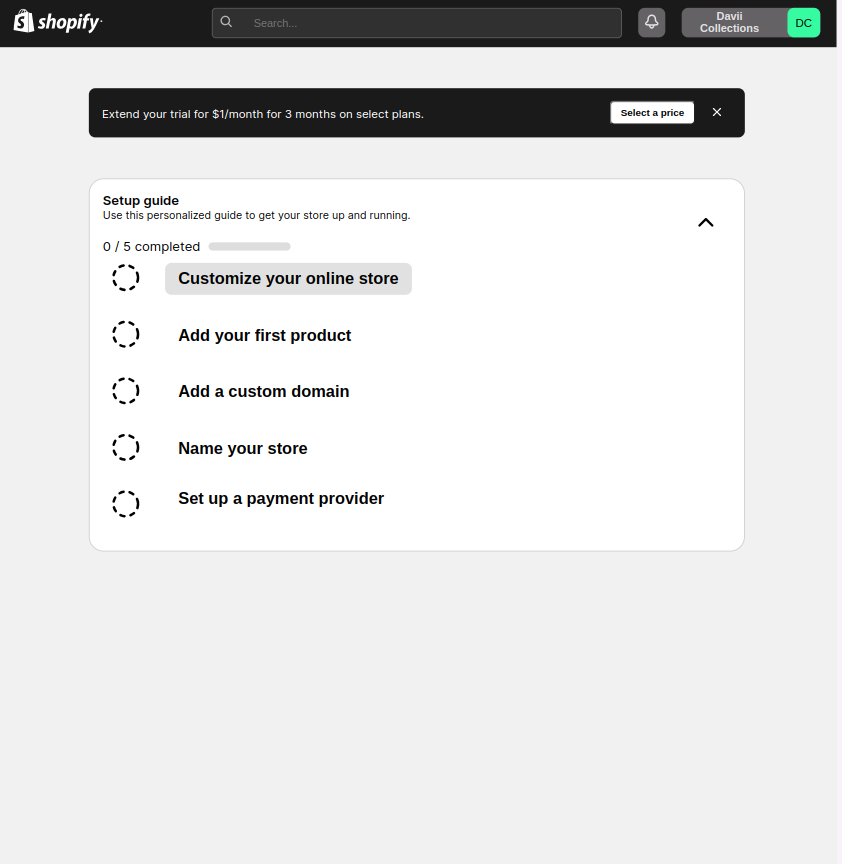 shopify
Search...
Davii
Collections
DC
Extend your trial for $1/month for 3 months on select plans.
Select a price
Setup guide
Use this personalized guide to get your store up and running.
0 / 5 completed
Customize your online store
Add your first product
Add a custom domain
Name your store
Set up a payment provider